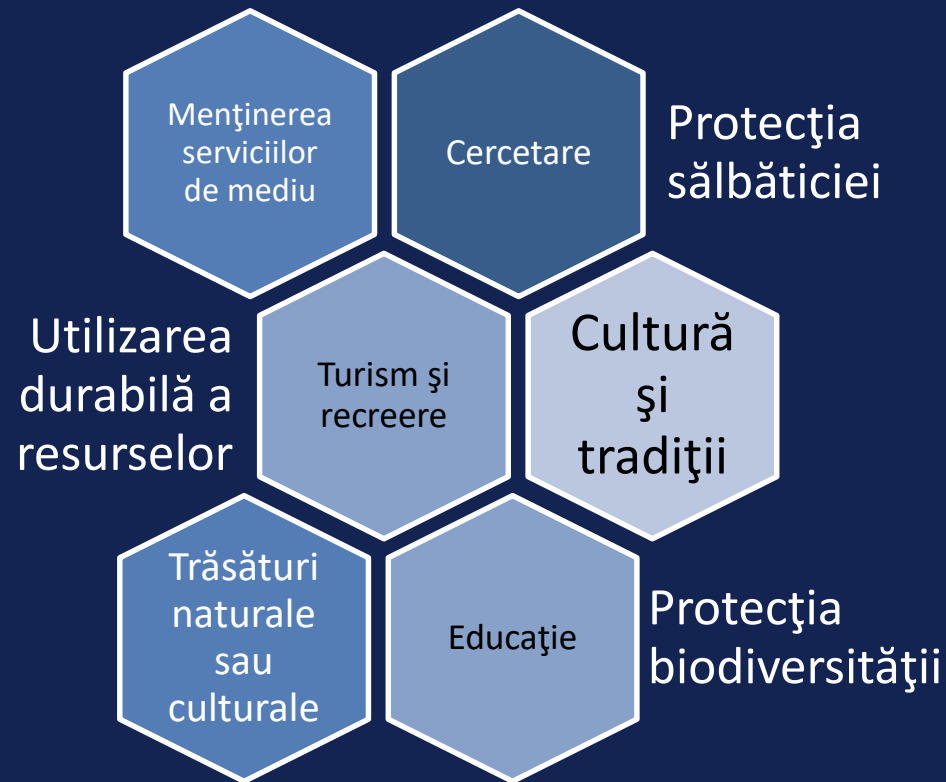 Menţinerea
serviciilor
de mediu
Cercetare
Protecţia
sălbăticiei
Utilizarea
durabilă a
resurselor
Turism şi
recreere
Cultură
şi
tradiţii
Trăsături
naturale
sau
culturale
Educaţie
Protecţia
biodiversităţii